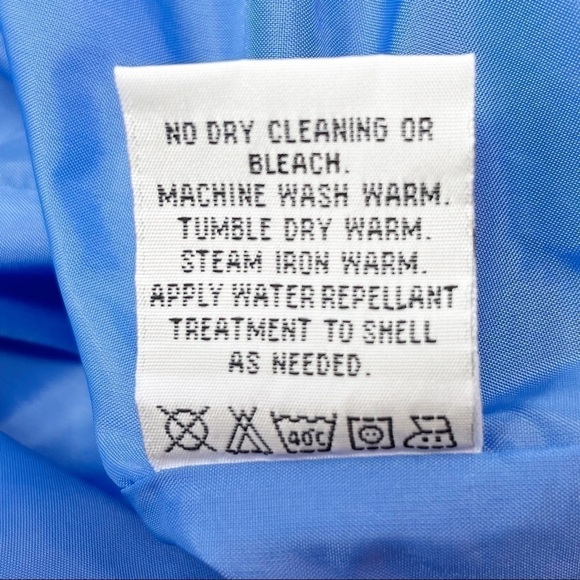 NO DRY CLEANING OR
BLEACH.
MACHINE WASH WARM.
TUMBLE DRY WARM.
STEAM IRON WARM.
APPLY WATER REPELLANT
TREATMENT TO SHELL
AS NEEDED.
40°C